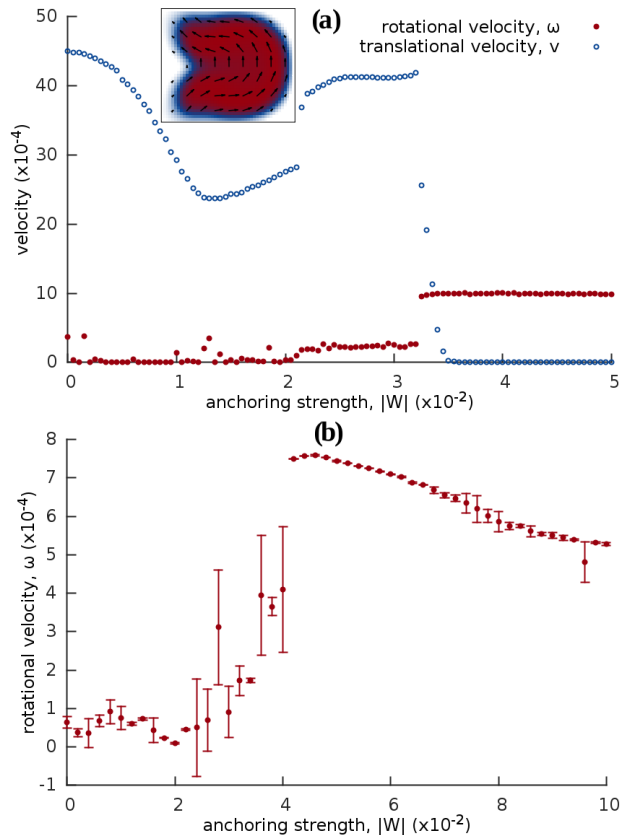 (a)
rotational velocity, ω
translational velocity, v
50
40
30
20
10
0
velocity (x10-4)
0 1 2 3 4 5
anchoring strength, |W| (x10-2)
(b)
8
7
6
5
4
3
2
1
0
-1
rotational velocity, ω (x10-4)
0 2 4 6 8 10
anchoring strength, |W| (x10-2)